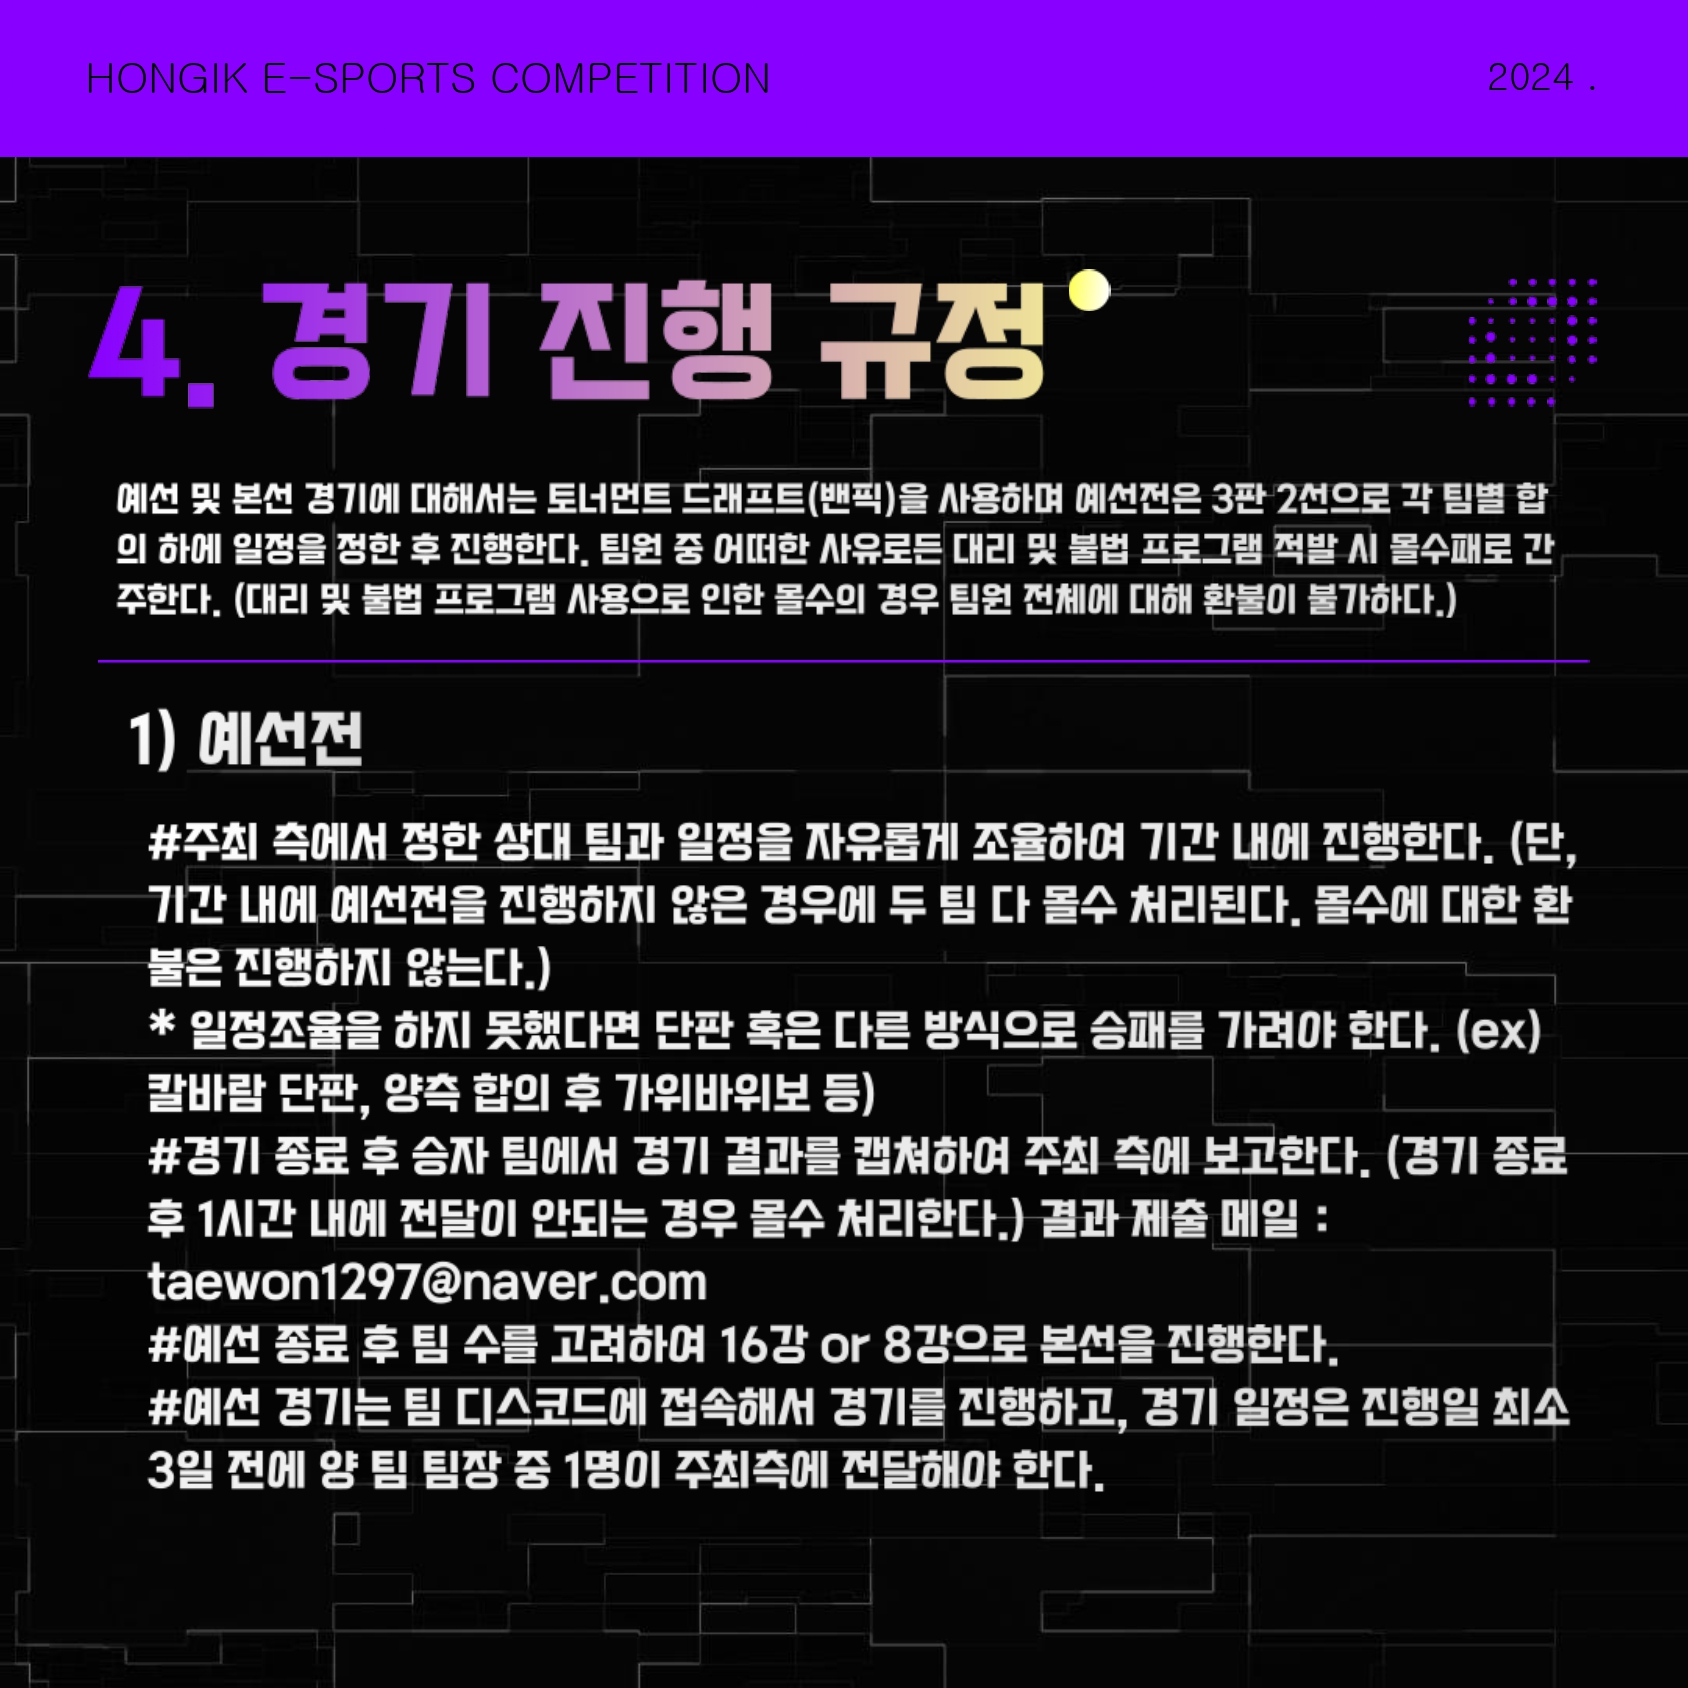 HONGIK E-SPORTS COMPETITION
2024 .
4. 경기 진행 규정
예선 및 본선 경기에 대해서는 토너먼트 드래프트(밴픽)을 사용하며 예선전은 3판 2선으로 각 팀별 합
의 하에 일정을 정한 후 진행한다. 팀원 중 어떠한 사유로든 대리 및 불법 프로그램 적발 시 몰수패로 간
주한다. (대리 및 불법 프로그램 사용으로 인한 몰수의 경우 팀원 전체에 대해 환불이 불가하다.)
1) 예선전
#주최 측에서 정한 상대 팀과 일정을 자유롭게 조율하여 기간 내에 진행한다. (단,
기간 내에 예선전을 진행하지 않은 경우에 두 팀 다 몰수 처리된다. 몰수에 대한 환
불은 진행하지 않는다.)
* 일정조율을 하지 못했다면 단판 혹은 다른 방식으로 승패를 가려야 한다. (ex)
칼바람 단판, 양측 합의 후 가위바위보 등)
#경기 종료 후 승자 팀에서 경기 결과를 캡쳐하여 주최 측에 보고한다. (경기 종료
후 1시간 내에 전달이 안되는 경우 몰수 처리한다.) 결과 제출 메일 :
taewon1297@naver.com
#예선 종료 후 팀 수를 고려하여 16강 or 8강으로 본선을 진행한다.
#예선 경기는 팀 디스코드에 접속해서 경기를 진행하고, 경기 일정은 진행일 최소
3일 전에 양 팀 팀장 중 1명이 주최측에 전달해야 한다.